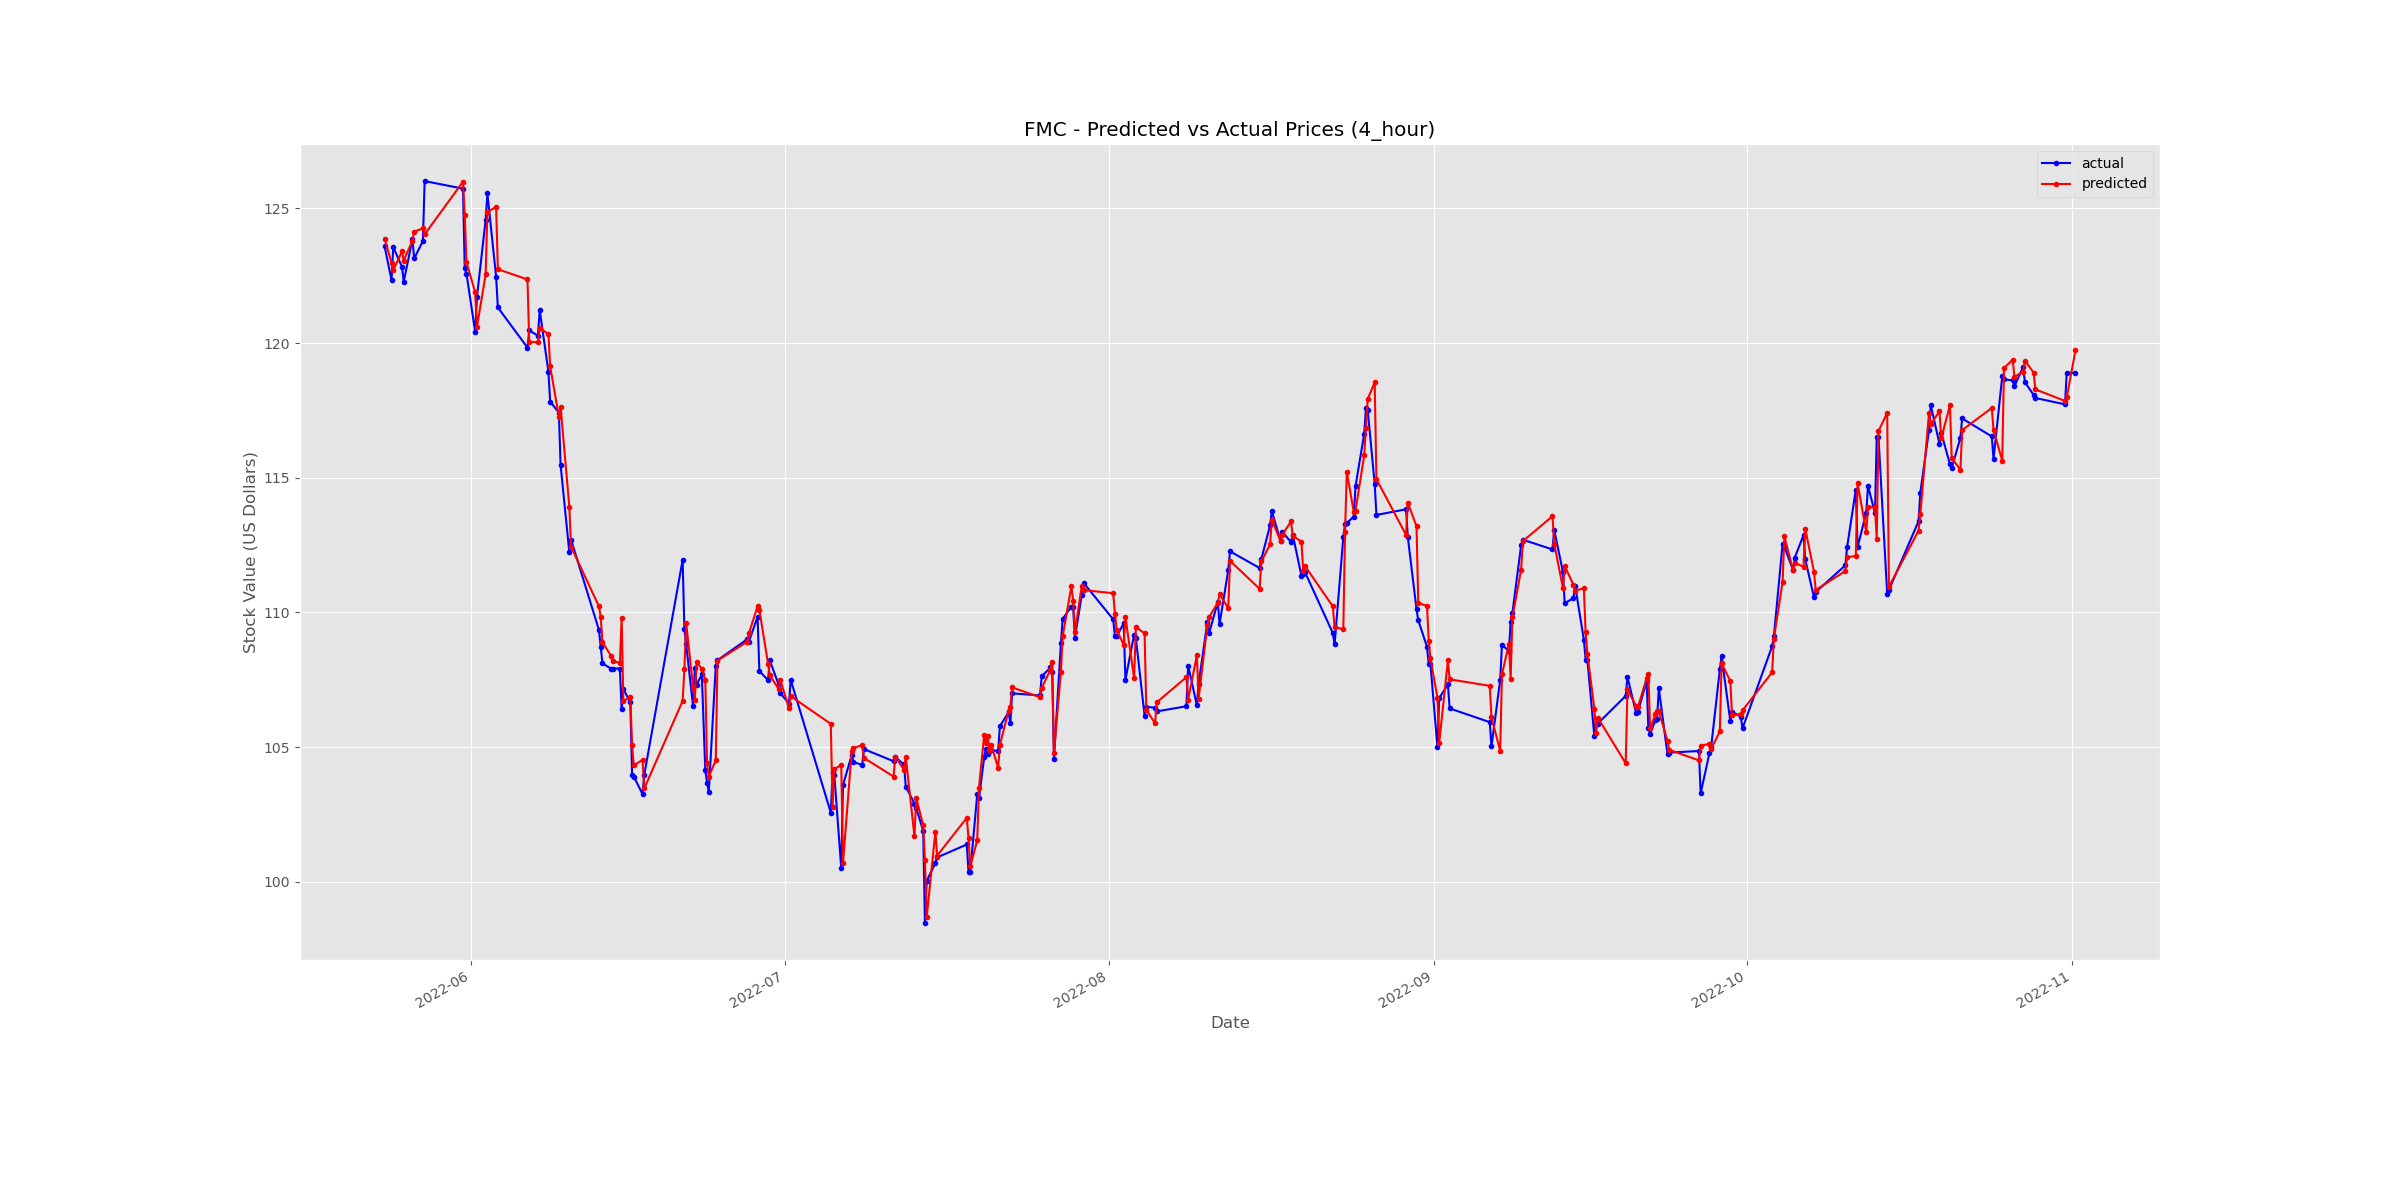 FMC - Predicted vs Actual Prices (4_hour)
actual
predicted
Stock Value (US Dollars)
125
120
115
110
105
100
2022-06
2022-07
2022-08
2022-09
2022-10
2022-11
Date